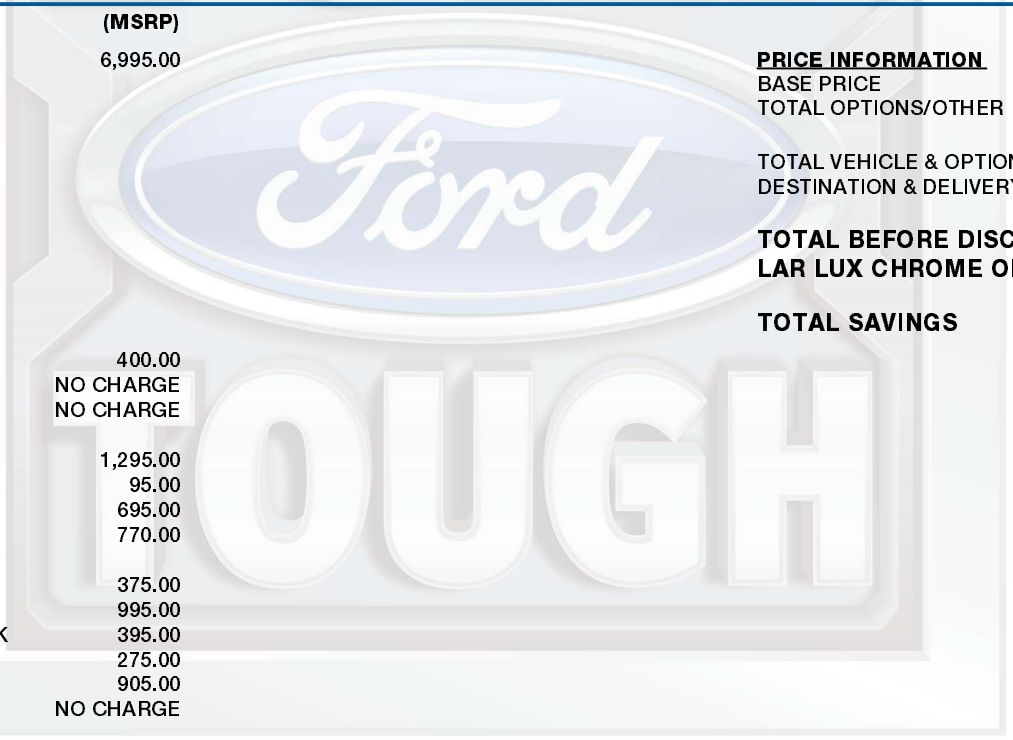 (MSRP)
6,995.00
400.00
NO CHARGE
NO CHARGE
1,295.00
95.00
695.00
770.00
375.00
995.00
K 395.00
275.00
905.00
NO CHARGE
PRICE INFORMATION
BASE PRICE
TOTAL OPTIONS/OTHER
TOTAL VEHICLE & OPTION
DESTINATION & DELIVERY
TOTAL BEFORE DISC
LAR LUX CHROME O
TOTAL SAVINGS
Ford
TOUGH